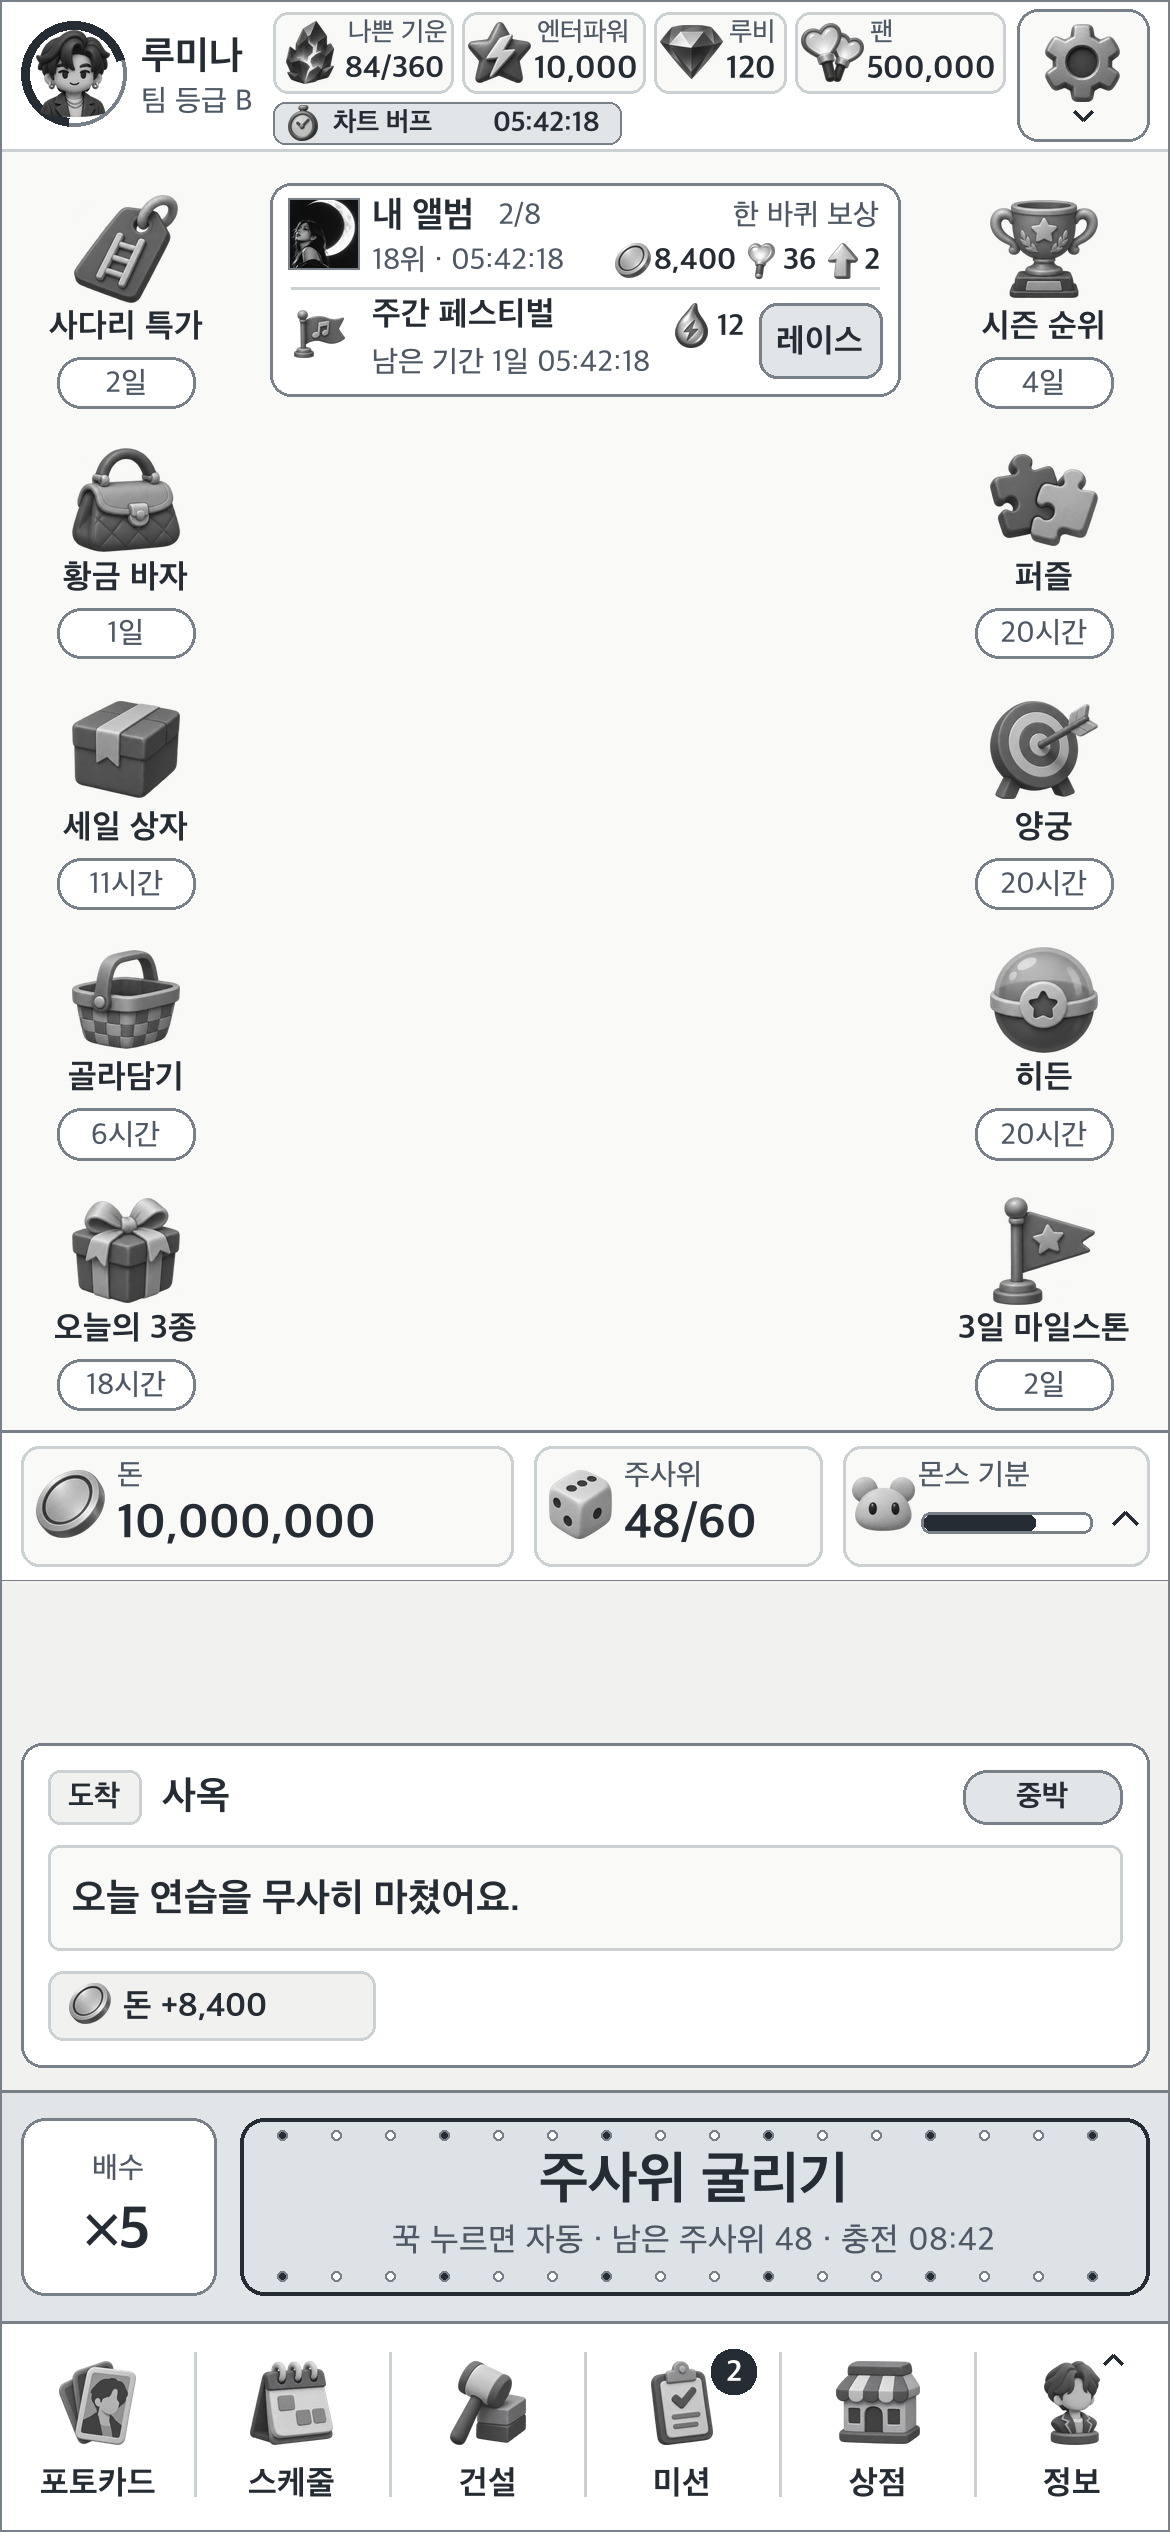 루미나
팀 등급 B
나쁜 기운
84/360
엔터파워
10,000
루비
120
팬
500,000
차트 버프 05:42:18
내 앨범 2/8
한 바퀴 보상
18위 · 05:42:18
8,400 36 2
주간 페스티벌
남은 기간 1일 05:42:18
12
레이스
사다리 특가
2일
황금 바자
1일
세일 상자
11시간
골라담기
6시간
오늘의 3종
18시간
시즌 순위
4일
퍼즐
20시간
양궁
20시간
히든
20시간
3일 마일스톤
2일
돈
10,000,000
주사위
48/60
몬스 기분
도착 사옥
중박
오늘 연습을 무사히 마쳤어요.
돈 +8,400
배수
×5
주사위 굴리기
꾹 누르면 자동 · 남은 주사위 48 · 충전 08:42
포토카드
스케줄
건설
2
미션
상점
정보